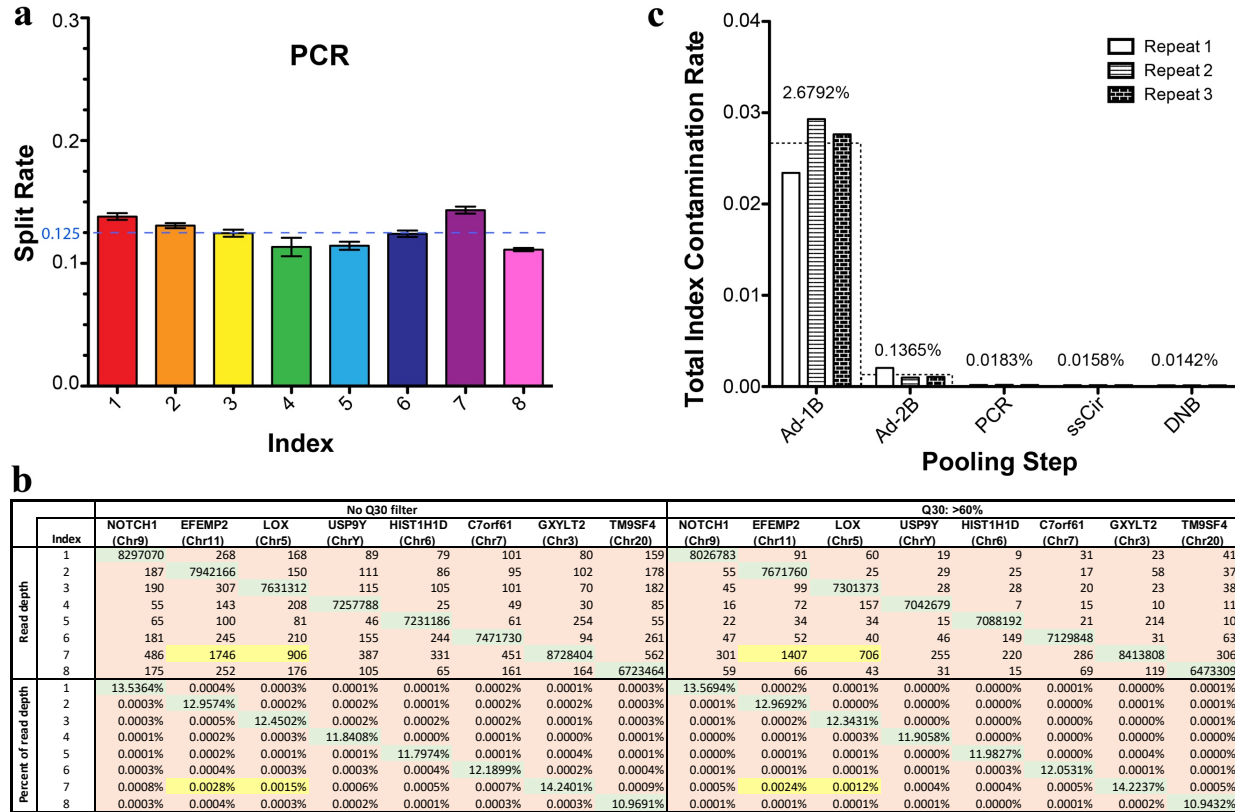 a
0.3
0.2
0.125
0.1
0.0
Split Rate
PCR
1 2 3 4 5 6 7 8
Index
c
0.04
0.03
0.02
0.01
0.00
Total Index Contamination Rate
Repeat 1
Repeat 2
Repeat 3
2.6792%
0.1365%
0.0183%
0.0158%
0.0142%
Ad-1B Ad-2B PCR ssCir DNB
Pooling Step
b
No Q30 filter Q30: >60%
NOTCH1 EFEMP2 LOX USP9Y HIST1H1D C7orf61 GXYLT2 TM9SF4 NOTCH1 EFEMP2 LOX USP9Y HIST1H1D C7orf61 GXYLT2 TM9SF4
Index (Chr9) (Chr11) (Chr5) (ChrY) (Chr6) (Chr7) (Chr3) (Chr20) (Chr9) (Chr11) (Chr5) (ChrY) (Chr6) (Chr7) (Chr3) (Chr20)
Read depth
1 8297070 268 168 89 79 101 80 159 8026783 91 60 19 9 31 23 41
2 187 7942166 150 111 86 95 102 178 55 7671760 25 29 25 17 58 37
3 190 307 7631312 115 105 101 70 182 45 99 7301373 28 28 20 23 38
4 55 143 208 7257788 25 49 30 85 16 72 157 7042679 7 15 10 11
5 65 100 81 46 7231186 61 254 55 22 34 34 15 7088192 21 214 10
6 181 245 210 155 244 7471730 94 261 47 52 40 46 149 7129848 31 63
7 486 1746 906 387 331 451 8728404 562 301 1407 706 255 220 286 8413808 306
8 175 252 176 105 65 161 164 6723464 59 66 43 31 15 69 119 6473309
Percent of read depth
1 13.5364% 0.0004% 0.0003% 0.0001% 0.0001% 0.0002% 0.0001% 0.0003% 13.5694% 0.0002% 0.0001% 0.0000% 0.0000% 0.0001% 0.0000% 0.0001%
2 0.0003% 12.9574% 0.0002% 0.0002% 0.0001% 0.0002% 0.0002% 0.0003% 0.0001% 12.9692% 0.0000% 0.0000% 0.0000% 0.0000% 0.0001% 0.0001%
3 0.0003% 0.0005% 12.4502% 0.0002% 0.0002% 0.0002% 0.0001% 0.0003% 0.0001% 0.0002% 12.3431% 0.0000% 0.0000% 0.0000% 0.0000% 0.0001%
4 0.0001% 0.0002% 0.0003% 11.8408% 0.0000% 0.0001% 0.0000% 0.0001% 0.0000% 0.0001% 0.0003% 11.9058% 0.0000% 0.0000% 0.0000% 0.0000%
5 0.0001% 0.0002% 0.0001% 0.0001% 11.7974% 0.0001% 0.0004% 0.0001% 0.0000% 0.0001% 0.0001% 0.0000% 11.9827% 0.0000% 0.0004% 0.0000%
6 0.0003% 0.0004% 0.0003% 0.0003% 0.0004% 12.1899% 0.0002% 0.0004% 0.0001% 0.0001% 0.0001% 0.0001% 0.0003% 12.0531% 0.0001% 0.0001%
7 0.0008% 0.0028% 0.0015% 0.0006% 0.0005% 0.0007% 14.2401% 0.0009% 0.0005% 0.0024% 0.0012% 0.0004% 0.0004% 0.0005% 14.2237% 0.0005%
8 0.0003% 0.0004% 0.0003% 0.0002% 0.0001% 0.0003% 0.0003% 10.9691% 0.0001% 0.0001% 0.0001% 0.0001% 0.0000% 0.0001% 0.0002% 10.9432%